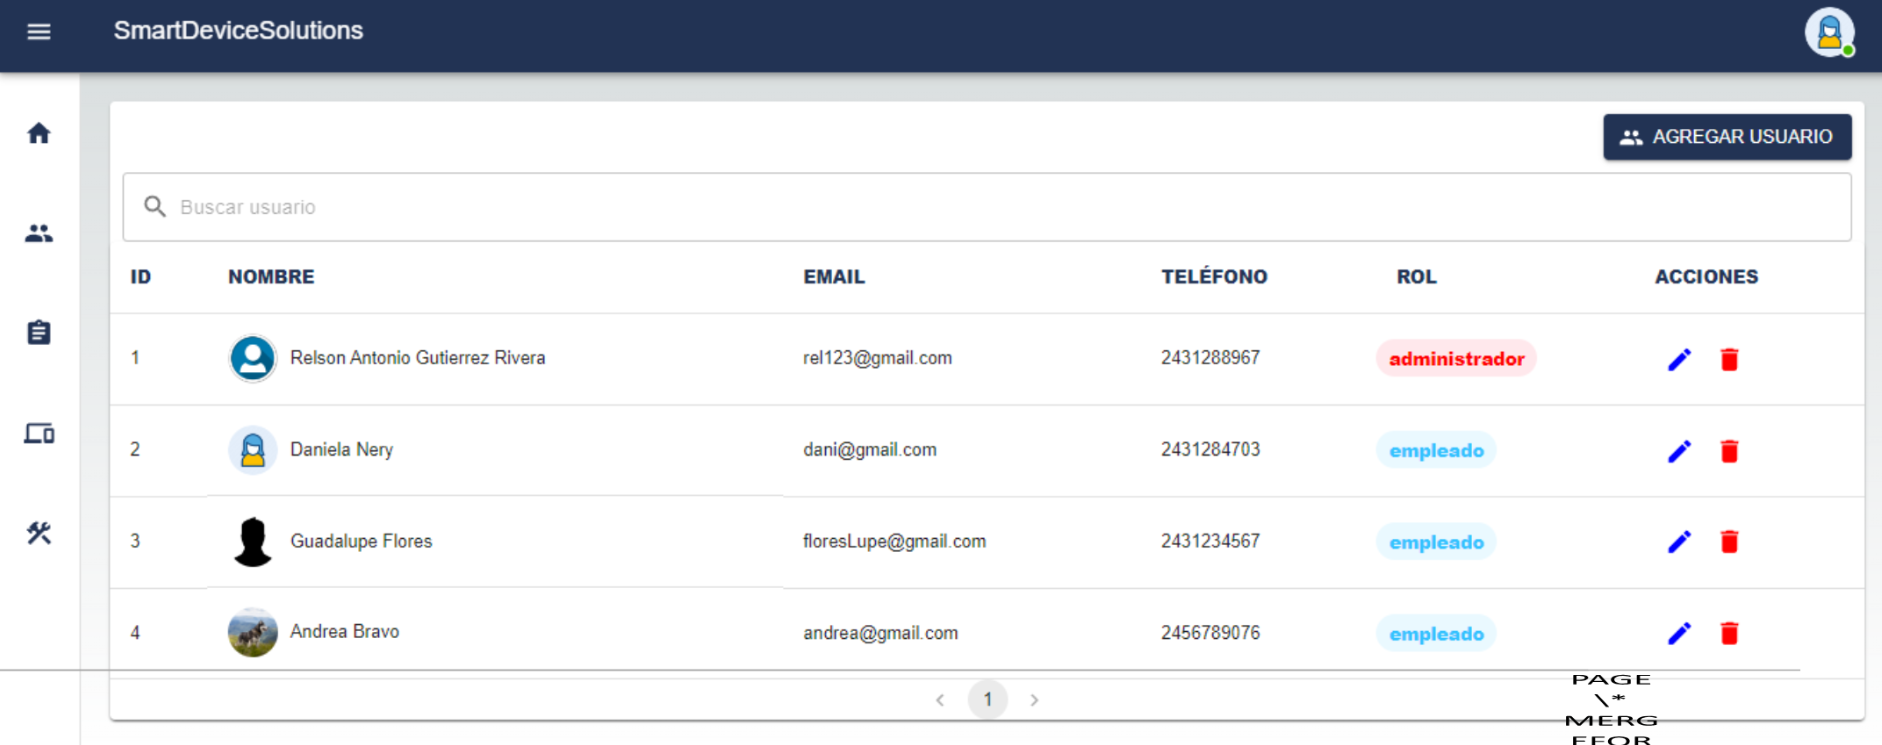 SmartDeviceSolutions
AGREGAR USUARIO
Buscar usuario
ID NOMBRE EMAIL TELÉFONO ROL ACCIONES
1 Relson Antonio Gutierrez Rivera rel123@gmail.com 2431288967 administrador
2 Daniela Nery dani@gmail.com 2431284703 empleado
3 Guadalupe Flores floresLupe@gmail.com 2431234567 empleado
4 Andrea Bravo andrea@gmail.com 2456789076 empleado
< 1 >
PAGE
\*
MERG
EFOR